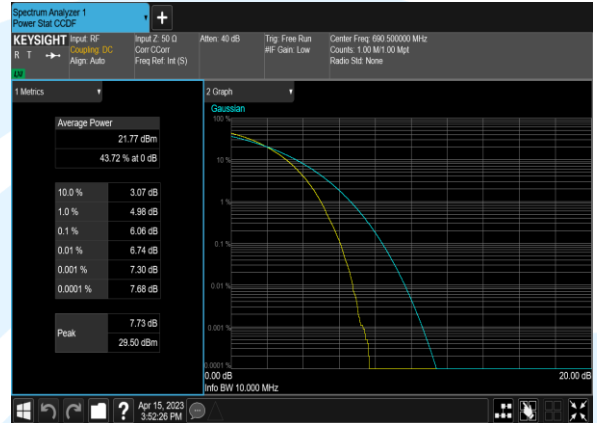 Spectrum Analyzer 1
Power Stat CCDF
+
KEYSIGHT
R T
LV
Input: RF
Coupling: DC
Align: Auto
Input Z: 50 Ω
Corr CCorr
Freq Ref: Int (S)
Atten: 40 dB
Trig: Free Run
#IF Gain: Low
Center Freq: 690.500000 MHz
Counts: 1.00 M/1.00 Mpt
Radio Std: None
1 Metrics
Average Power
21.77 dBm
43.72 % at 0 dB
10.0 % 3.07 dB
1.0 % 4.98 dB
0.1 % 6.06 dB
0.01 % 6.74 dB
0.001 % 7.30 dB
0.0001 % 7.68 dB
Peak
7.73 dB
29.50 dBm
2 Graph
Gaussian
100 %
10 %
1 %
0.1 %
0.01 %
0.001 %
0.0001 %
0.00 dB
20.00 dB
Info BW 10.000 MHz
?
Apr 15, 2023
3:52:26 PM